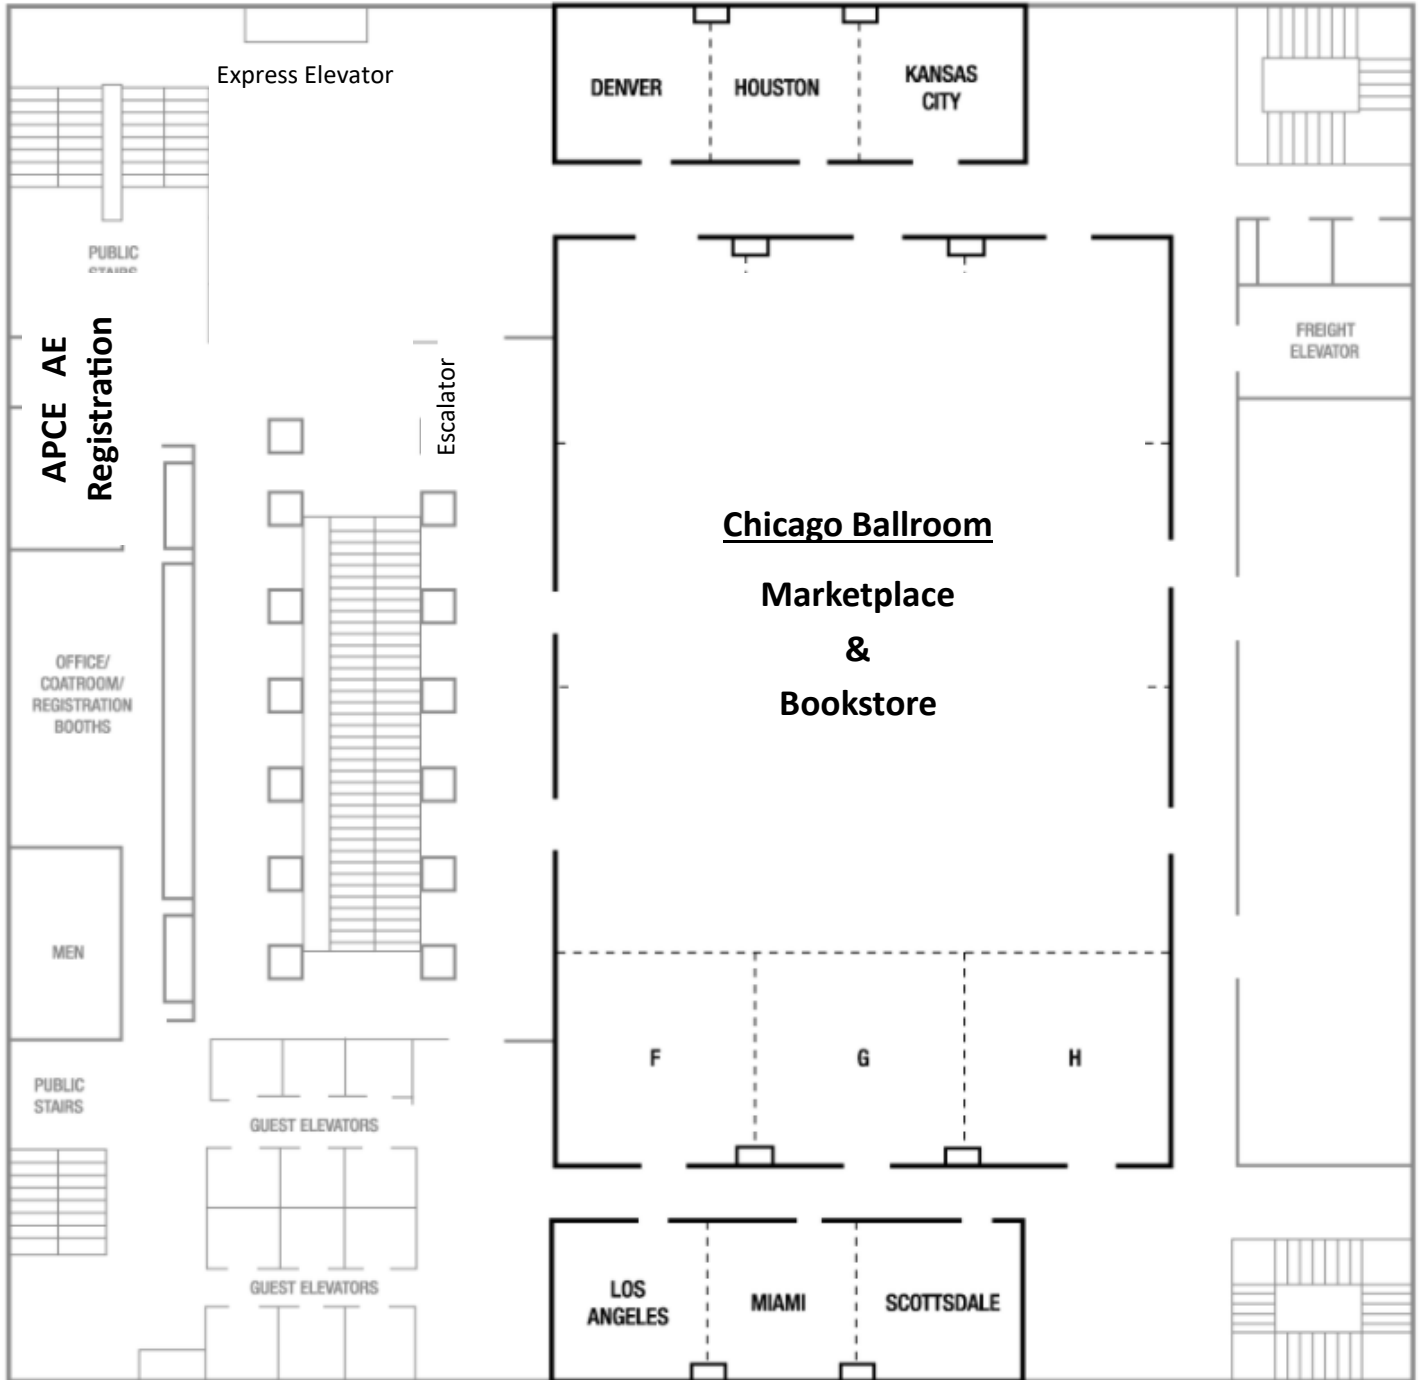 Express Elevator
DENVER
HOUSTON
KANSAS
CITY
PUBLIC
STAIRS
APCE AE
Registration
Escalator
FREIGHT
ELEVATOR
Chicago Ballroom
Marketplace
&
Bookstore
OFFICE/
COATROOM/
REGISTRATION
BOOTHS
MEN
F
G
H
PUBLIC
STAIRS
GUEST ELEVATORS
GUEST ELEVATORS
LOS
ANGELES
MIAMI
SCOTTSDALE